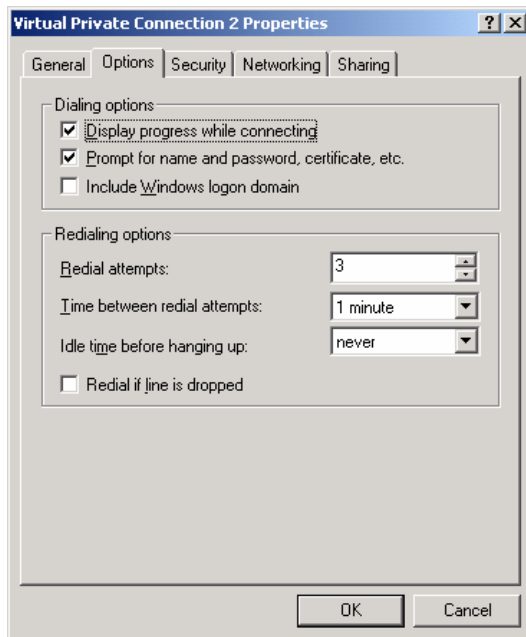 Virtual Private Connection 2 Properties
General Options Security Networking Sharing
Dialing options
Display progress while connecting
Prompt for name and password, certificate, etc.
Include Windows logon domain
Redialing options
Redial attempts: 3
Time between redial attempts: 1 minute
Idle time before hanging up: never
Redial if line is dropped
OK Cancel